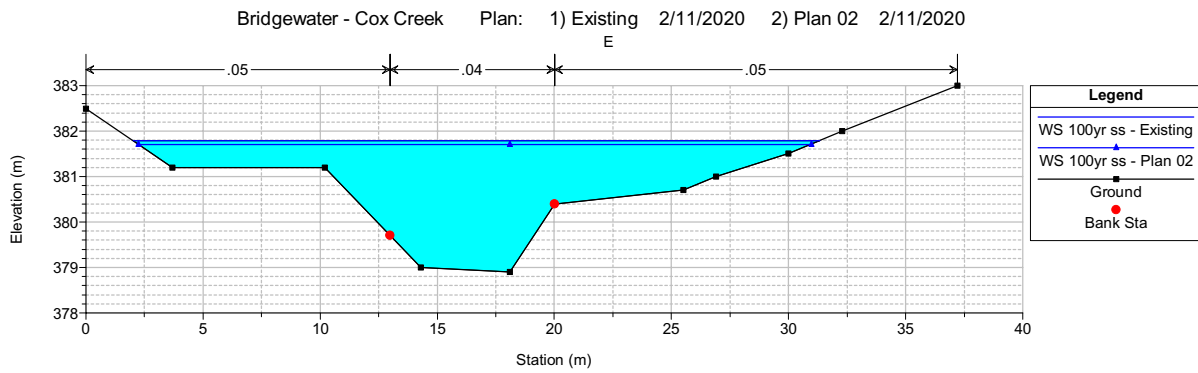 Bridgewater - Cox Creek Plan: 1) Existing 2/11/2020 2) Plan 02 2/11/2020
E
.05 .04 .05
383
382
381
380
379
378
0 5 10 15 20 25 30 35 40
Elevation (m)
Station (m)
Legend
WS 100yr ss - Existing
WS 100yr ss - Plan 02
Ground
Bank Sta